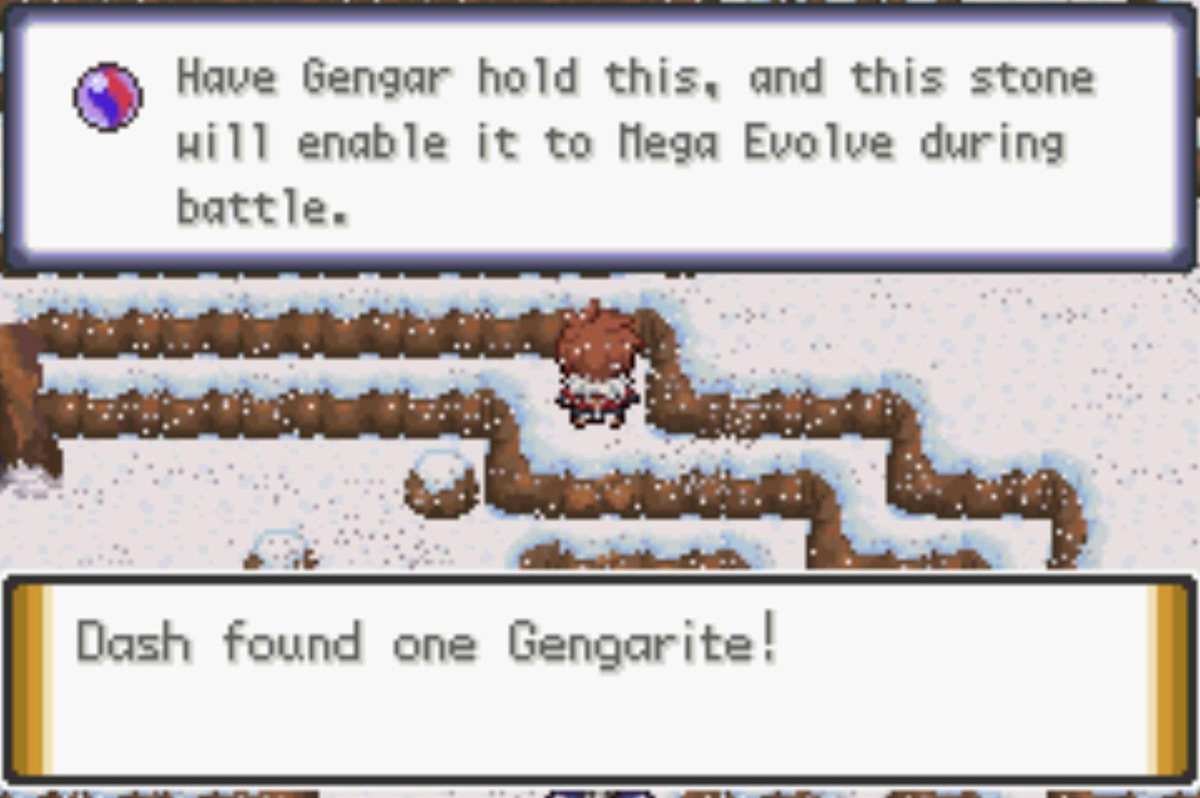 Have Gengar hold this, and this stone
will enable it to Mega Evolve during
battle.
Dash found one Gengarite!